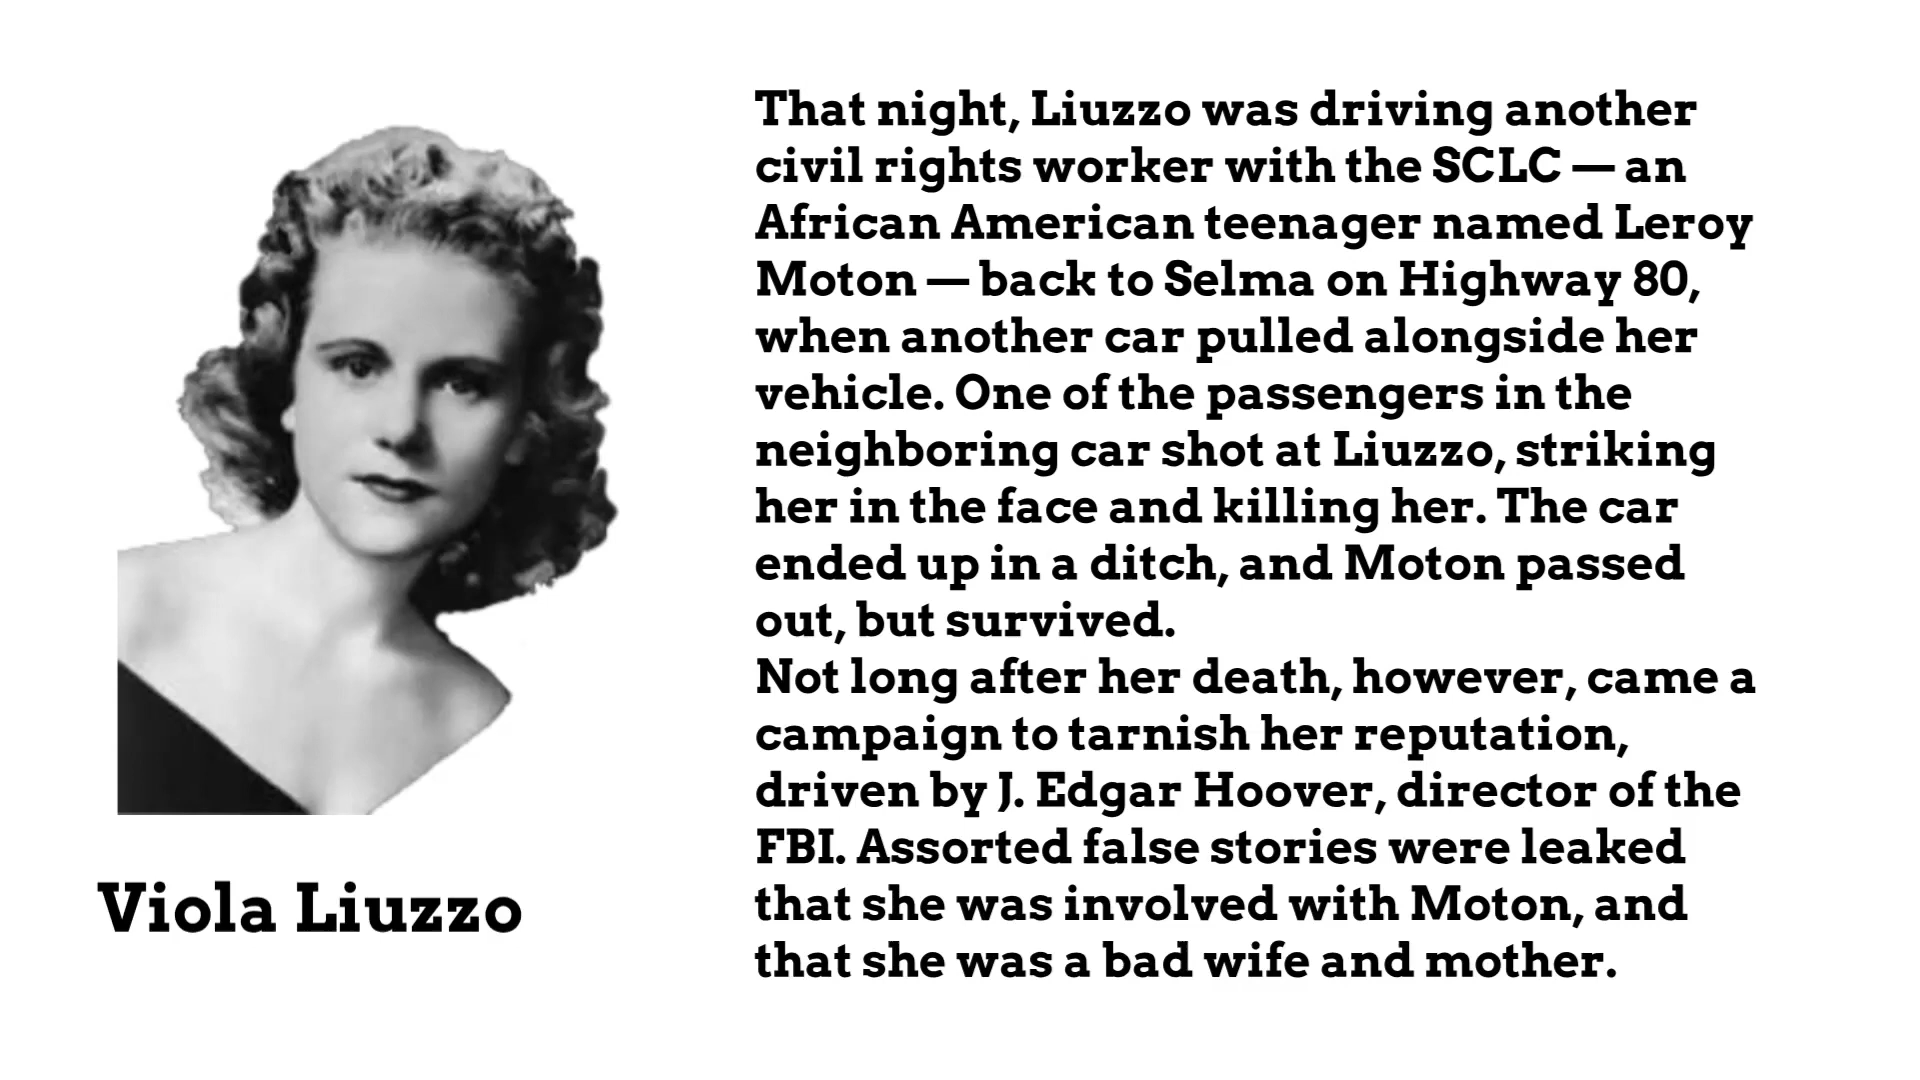 That night, Liuzzo was driving another
civil rights worker with the SCLC — an
African American teenager named Leroy
Moton — back to Selma on Highway 80,
when another car pulled alongside her
vehicle. One of the passengers in the
neighboring car shot at Liuzzo, striking
her in the face and killing her. The car
ended up in a ditch, and Moton passed
out, but survived.
Not long after her death, however, came a
campaign to tarnish her reputation,
driven by J. Edgar Hoover, director of the
FBI. Assorted false stories were leaked
that she was involved with Moton, and
that she was a bad wife and mother.
Viola Liuzzo